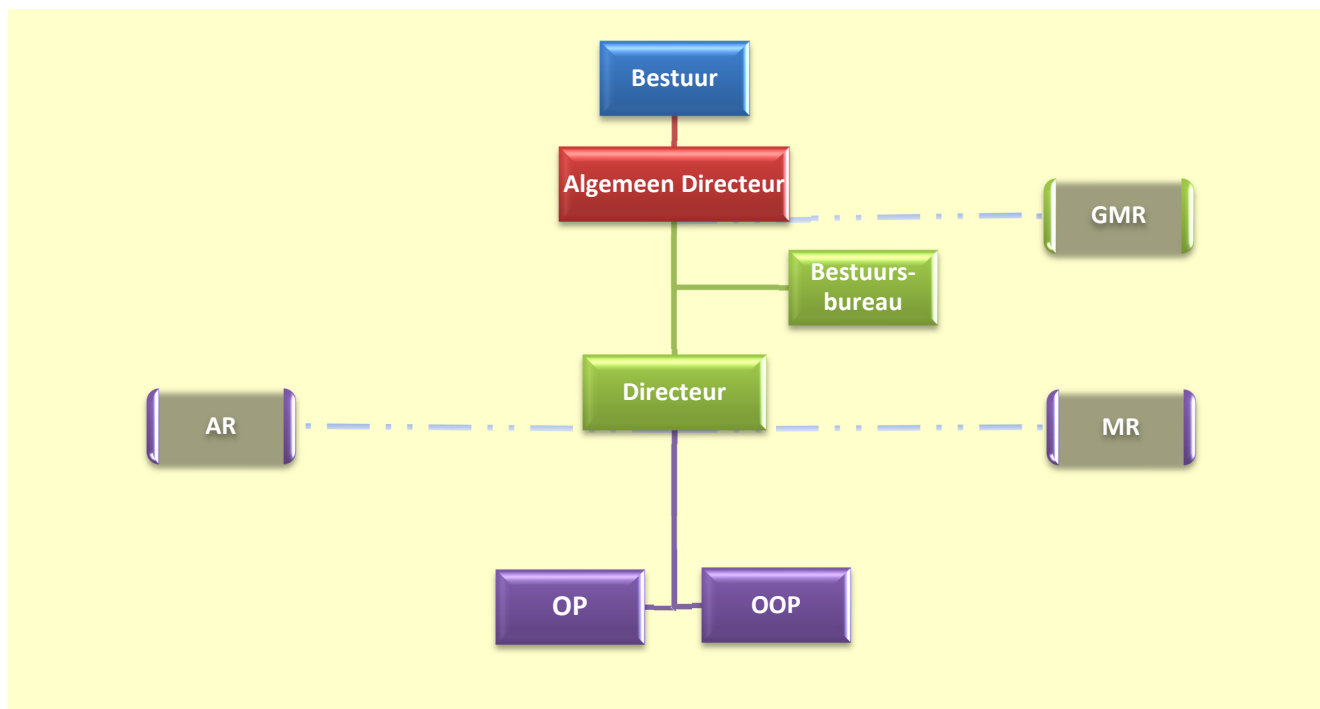 Bestuur
Algemeen Directeur
GMR
Bestuurs-
bureau
Directeur
AR
MR
OP
OOP